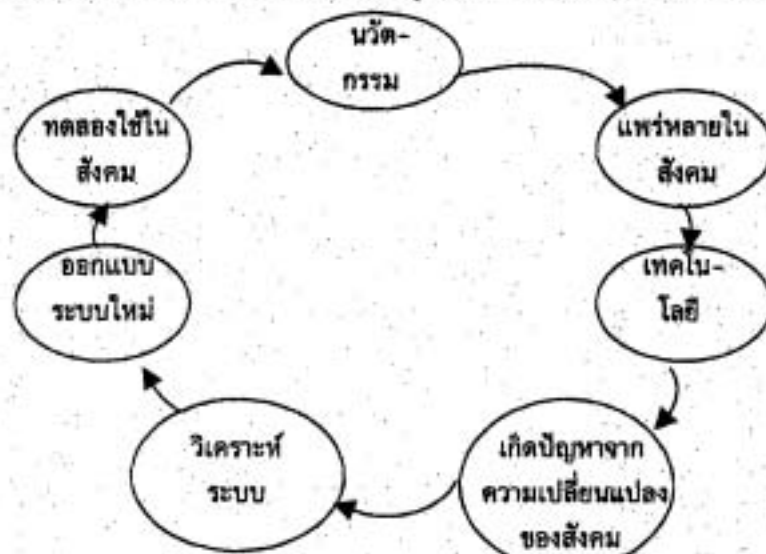 นวัต-
กรรม
แพร่หลายใน
สังคม
เทคโน-
โลยี
เกิดปัญหาจาก
ความเปลี่ยนแปลง
ของสังคม
วิเคราะห์
ระบบ
ออกแบบ
ระบบใหม่
ทดลองใช้ใน
สังคม